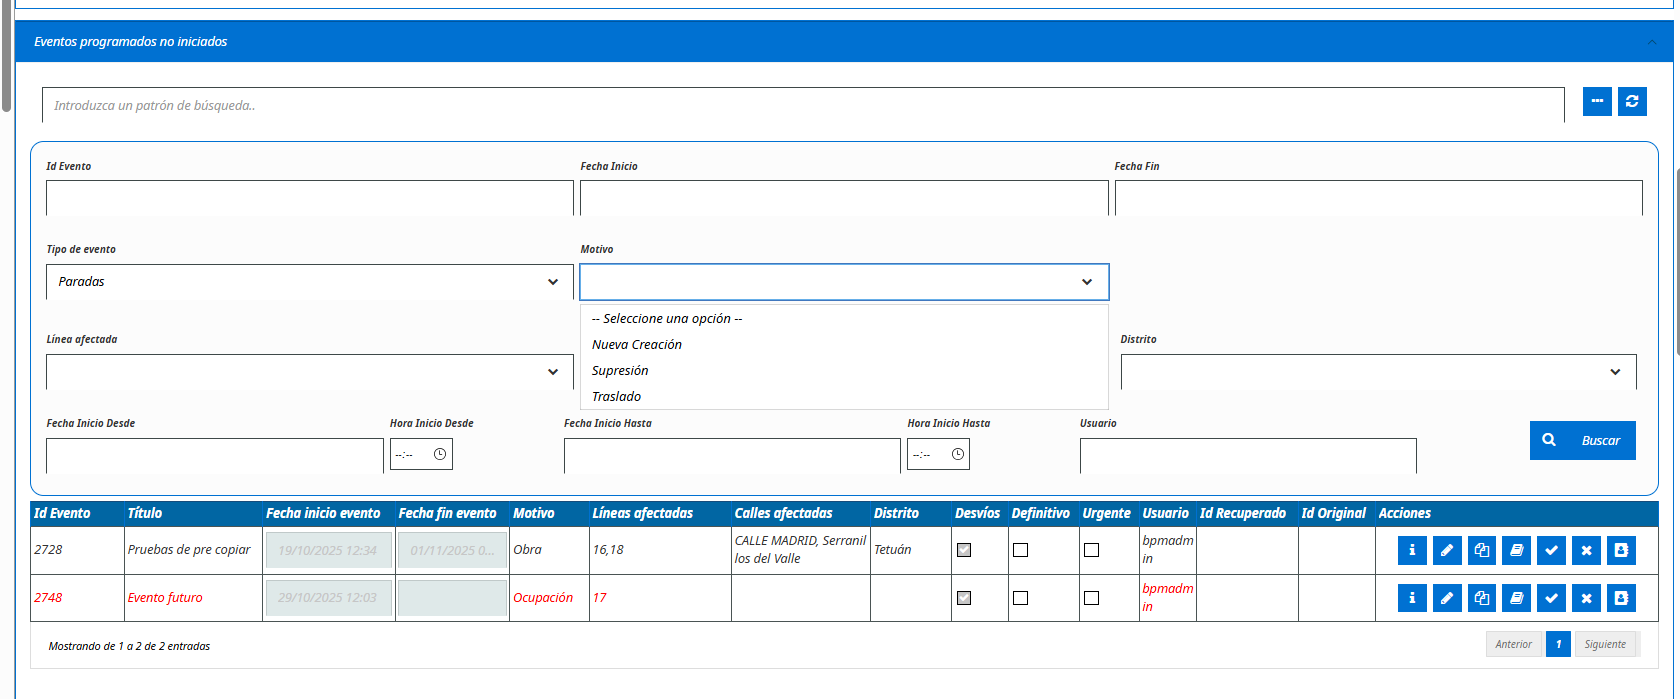 Eventos programados no iniciados
Introduzca un patrón de búsqueda..
Id Evento Fecha Inicio Fecha Fin
Tipo de evento Motivo
Paradas
-- Seleccione una opción --
Nueva Creación
Supresión
Traslado
Línea afectada Distrito
Fecha Inicio Desde Hora Inicio Desde Fecha Inicio Hasta Hora Inicio Hasta Usuario
--:-- --:--
Buscar
Id Evento Título Fecha inicio evento Fecha fin evento Motivo Líneas afectadas Calles afectadas Distrito Desvíos Definitivo Urgente Usuario Id Recuperado Id Original Acciones
2728 Pruebas de pre copiar 19/10/2025 12:34 01/11/2025 0... Obra 16,18 CALLE MADRID, Serranil
los del Valle Tetuán bpmadm
in
2748 Evento futuro 29/10/2025 12:03 Ocupación 17 bpmadm
in
Mostrando de 1 a 2 de 2 entradas
Anterior 1 Siguiente